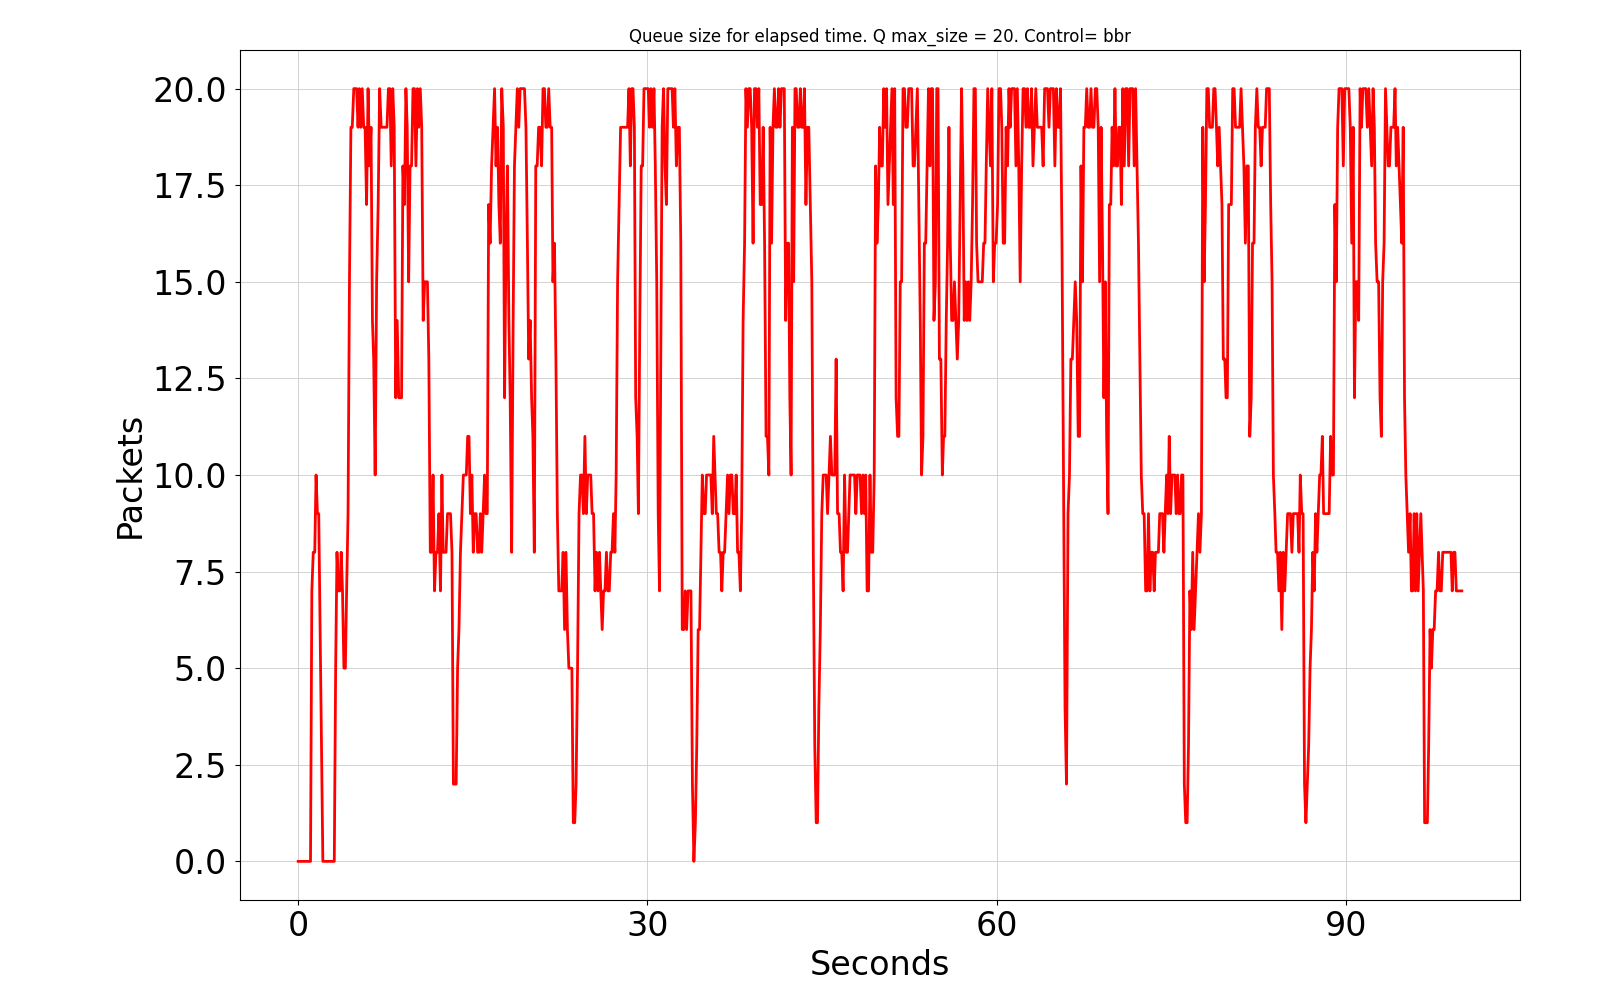 Queue size for elapsed time. Q max_size = 20. Control= bbr
20.0
17.5
15.0
12.5
10.0
7.5
5.0
2.5
0.0
Packets
0 30 60 90
Seconds